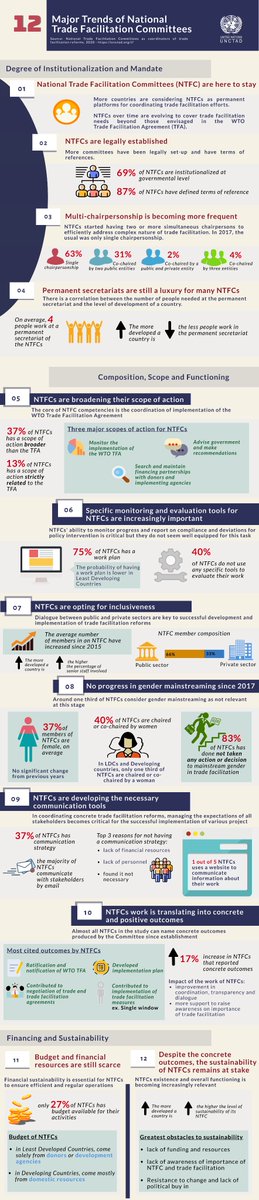 12
Major Trends of National
Trade Facilitation Committees
UNITED NATIONS
UNCTAD
Degree of Institutionalization and Mandate
01
National Trade Facilitation Committees (NTFC) are here to stay
More countries are considering NTFCs as permanent
platforms for coordinating trade facilitation efforts.
NTFCs over time are evolving to cover trade facilitation
needs beyond those envisaged in the WTO
Trade Facilitation Agreement (TFA).
02
NTFCs are legally established
More committees have been legally set-up and have terms of
references.
69% of NTFCs are institutionalized at
governmental level
87% of NTFCs have defined terms of reference
03
Multi-chairpersonship is becoming more frequent
NTFCs started having two or more simultaneous chairpersons to
efficiently address complex nature of trade facilitation. In 2017, the
usual was only single chairpersonship.
63%
Single
chairpersonship
31%
Co-chaired
by two public entities
2%
Co-chaired by a
public and private entity
4%
Co-chaired
by three entities
04
Permanent secretariats are still a luxury for many NTFCs
There is a correlation between the number of people needed at the permanent
secretariat and the level of development of a country.
On average, 4
people work at a
permanent
secretariat of
the NTFCs.
The more
developed a
country is
the less people work in
the permanent secretariat
Composition, Scope and Functioning
05
NTFCs are broadening their scope of action
The core of NTFC competencies is the coordination of implementation of the
WTO Trade Facilitation Agreement
37% of NTFCs
has a scope of
action broader
than the TFA
13% of NTFCs
has a scope of
action strictly
related to the
TFA
Three major scopes of action for NTFCs
Monitor the
implementation of
the WTO TFA
Advise government
and make
recommendations
Search and maintain
financing partnerships
with donors and
implementing agencies
06
Specific monitoring and evaluation tools for
NTFCs are increasingly important
NTFCs' ability to monitor progress and report on compliance and deviations for
policy intervention is critical but they do not seem well equipped for this task
75% of NTFCs has a
work plan
The probability of having
a work plan is lower in
Least Developed
Countries
40%
of NTFCs do not use
any specific tools to
evaluate their work
07
NTFCs are opting for inclusiveness
Dialogue between public and private sectors are key to successful development and
implementation of trade facilitation reforms
The average number
of members in an NTFC have
increased since 2015
The more
developed a
country is
the higher the
percentage of
senior staff involved
NTFC member composition
Public sector
Private sector
08
No progress in gender mainstreaming since 2017
Around one third of NTFCs consider gender mainstreaming as not relevant
at this stage
37% of
members of
NTFCs are
female, on
average
No significant change
from previous years
40% of NTFCs are chaired
or co-chaired by women
In LDCs and Developing
countries, only one third of
NTFCs are chaired or co-
chaired by a woman
83%
of NTFCs has
done not taken
any action or decision
to mainstream gender
in trade facilitation
09
NTFCs are developing the necessary
communication tools
In coordinating concrete trade facilitation reforms, managing the expectations of all
stakeholders becomes critical for the successful implementation of various project
37% of NTFCs has
communication
strategy
the majority of
NTFCs
communicate
with stakeholders
by email
Top 3 reasons for not having
a communication strategy:
• lack of financial resources
• lack of personnel
• found it not
necessary
1 out of 5 NTFCs
uses a website to
communicate
information about
their work
10
NTFCs work is translating into concrete
and positive outcomes
Almost all NTFCs in the study can name concrete outcomes
produced by the Committee since establishment
Most cited outcomes by NTFCs
Ratification and
notification of WTO TFA
Developed
implementation plan
Contributed to
negotiation of trade and
trade facilitation
agreements
Contributed to
implementation of
trade facilitation
measures
ex. Single window
17% increase in NTFCs
that reported
concrete outcomes
Impact of the work of NTFCs:
• improvement in
coordination, transparency
and dialogue
• more support to raise
awareness on importance
of trade facilitation
Financing and Sustainability
11
Budget and financial
resources are still scarce
Financial sustainability is essential for NTFCs
to ensure efficient and regular operations
only 27% of NTFCs has
budget available for their
activities
Budget of NTFCs
• in Least Developed Countries, come
solely from donors or development
agencies
• in Developing Countries, come mostly
from domestic resources
12
Despite the concrete
outcomes, the sustainability
of NTFCs remains at stake
NTFCs existence and overall functioning is
becoming increasingly relevant
The more
developed a
country is
the higher the level of
sustainability of its
NTFC
Greatest obstacles to sustainability
• lack of funding and resources
• lack of awareness of importance of
NTFC and trade facilitation
• Resistance to change and lack of
political buy in